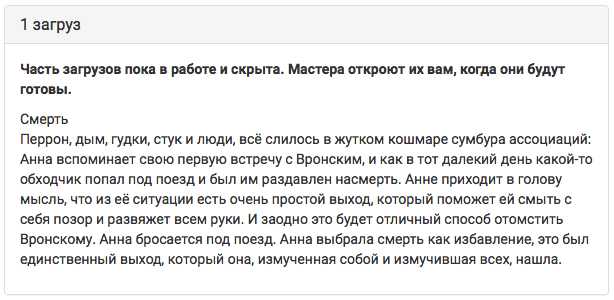 1 загруз
Часть загрузов пока в работе и скрыта. Мастера откроют их вам, когда они будут
готовы.
Смерть
Перрон, дым, гудки, стук и люди, всё слилось в жутком кошмаре сумбура ассоциаций:
Анна вспоминает свою первую встречу с Вронским, и как в тот далекий день какой-то
обходчик попал под поезд и был им раздавлен насмерть. Анне приходит в голову
мысль, что из её ситуации есть очень простой выход, который поможет ей смыть с
себя позор и развяжет всем руки. И заодно это будет отличный способ отомстить
Вронскому. Анна бросается под поезд. Анна выбрала смерть как избавление, это был
единственный выход, который она, измученная собой и измучившая всех, нашла.